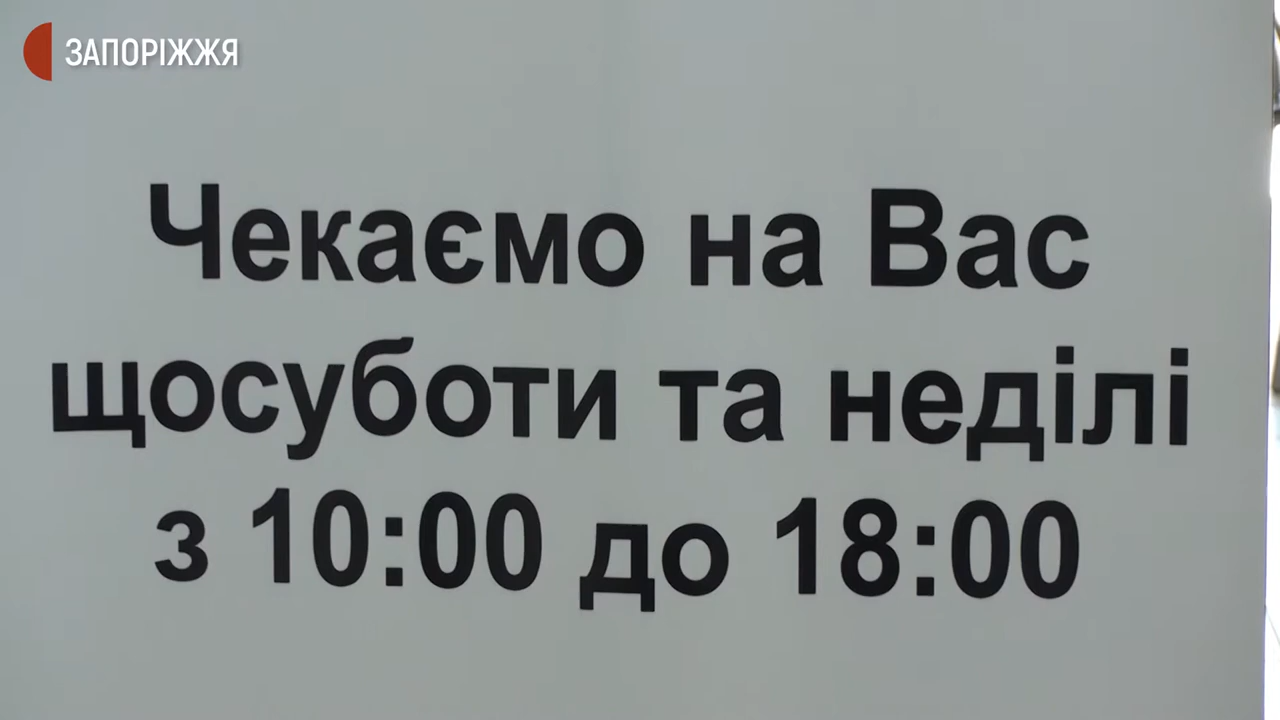 ЗАПОРІЖЖЯ
Чекаємо на Вас
щосуботи та неділі
з 10:00 до 18:00